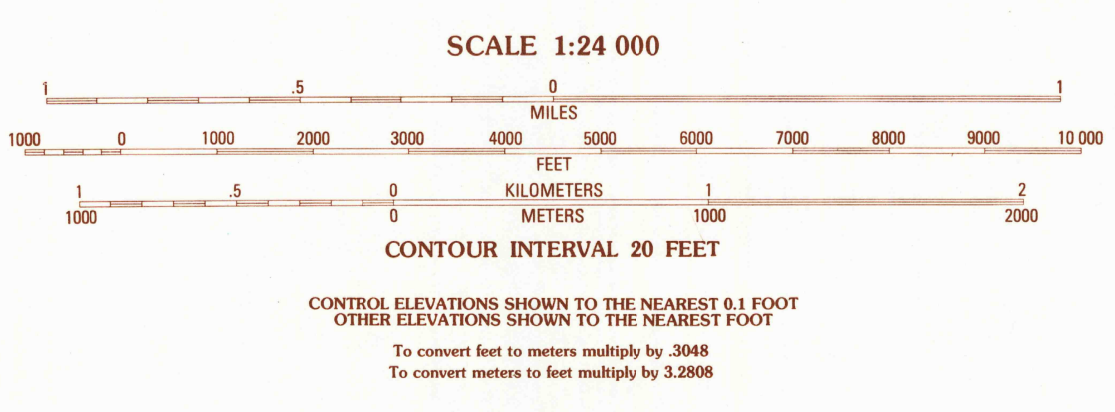 SCALE 1:24 000
1 .5 0 1
MILES
1000 0 1000 2000 3000 4000 5000 6000 7000 8000 9000 10 000
FEET
1 .5 0 KILOMETERS 1 2
1000 0 METERS 1000 2000
CONTOUR INTERVAL 20 FEET
CONTROL ELEVATIONS SHOWN TO THE NEAREST 0.1 FOOT
OTHER ELEVATIONS SHOWN TO THE NEAREST FOOT
To convert feet to meters multiply by .3048
To convert meters to feet multiply by 3.2808